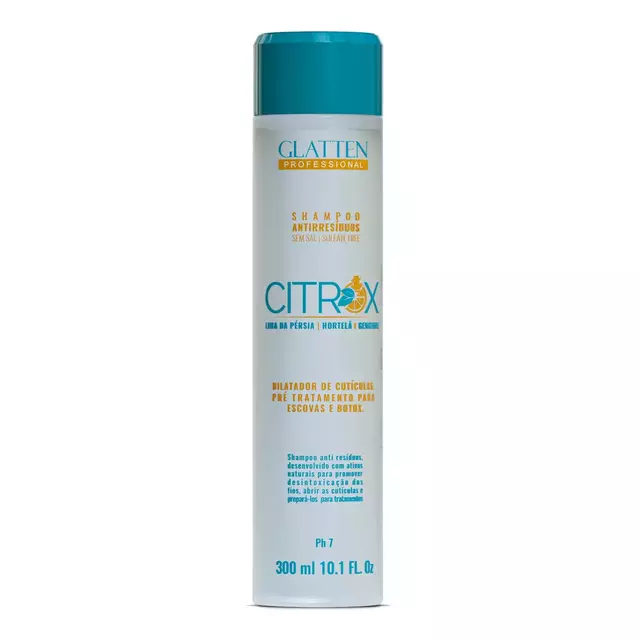 GLATTEN
PROFESSIONAL
SHAMPOO
ANTIRRESÍDUOS
SEM SAL | SULFATE FREE
CITROX
LIMA DA PÉRSIA | HORTELÃ | GENGIBRE
DILATADOR DE CUTÍCULAS.
PRÉ TRATAMENTO PARA
ESCOVAS E BOTOX.
Shampoo anti resíduos,
desenvolvido com ativos
naturais para promover
desintoxicação dos
fios, abrir as cutículas e
prepará-los para tratamentos
Ph 7
300 ml 10.1 FL. Oz